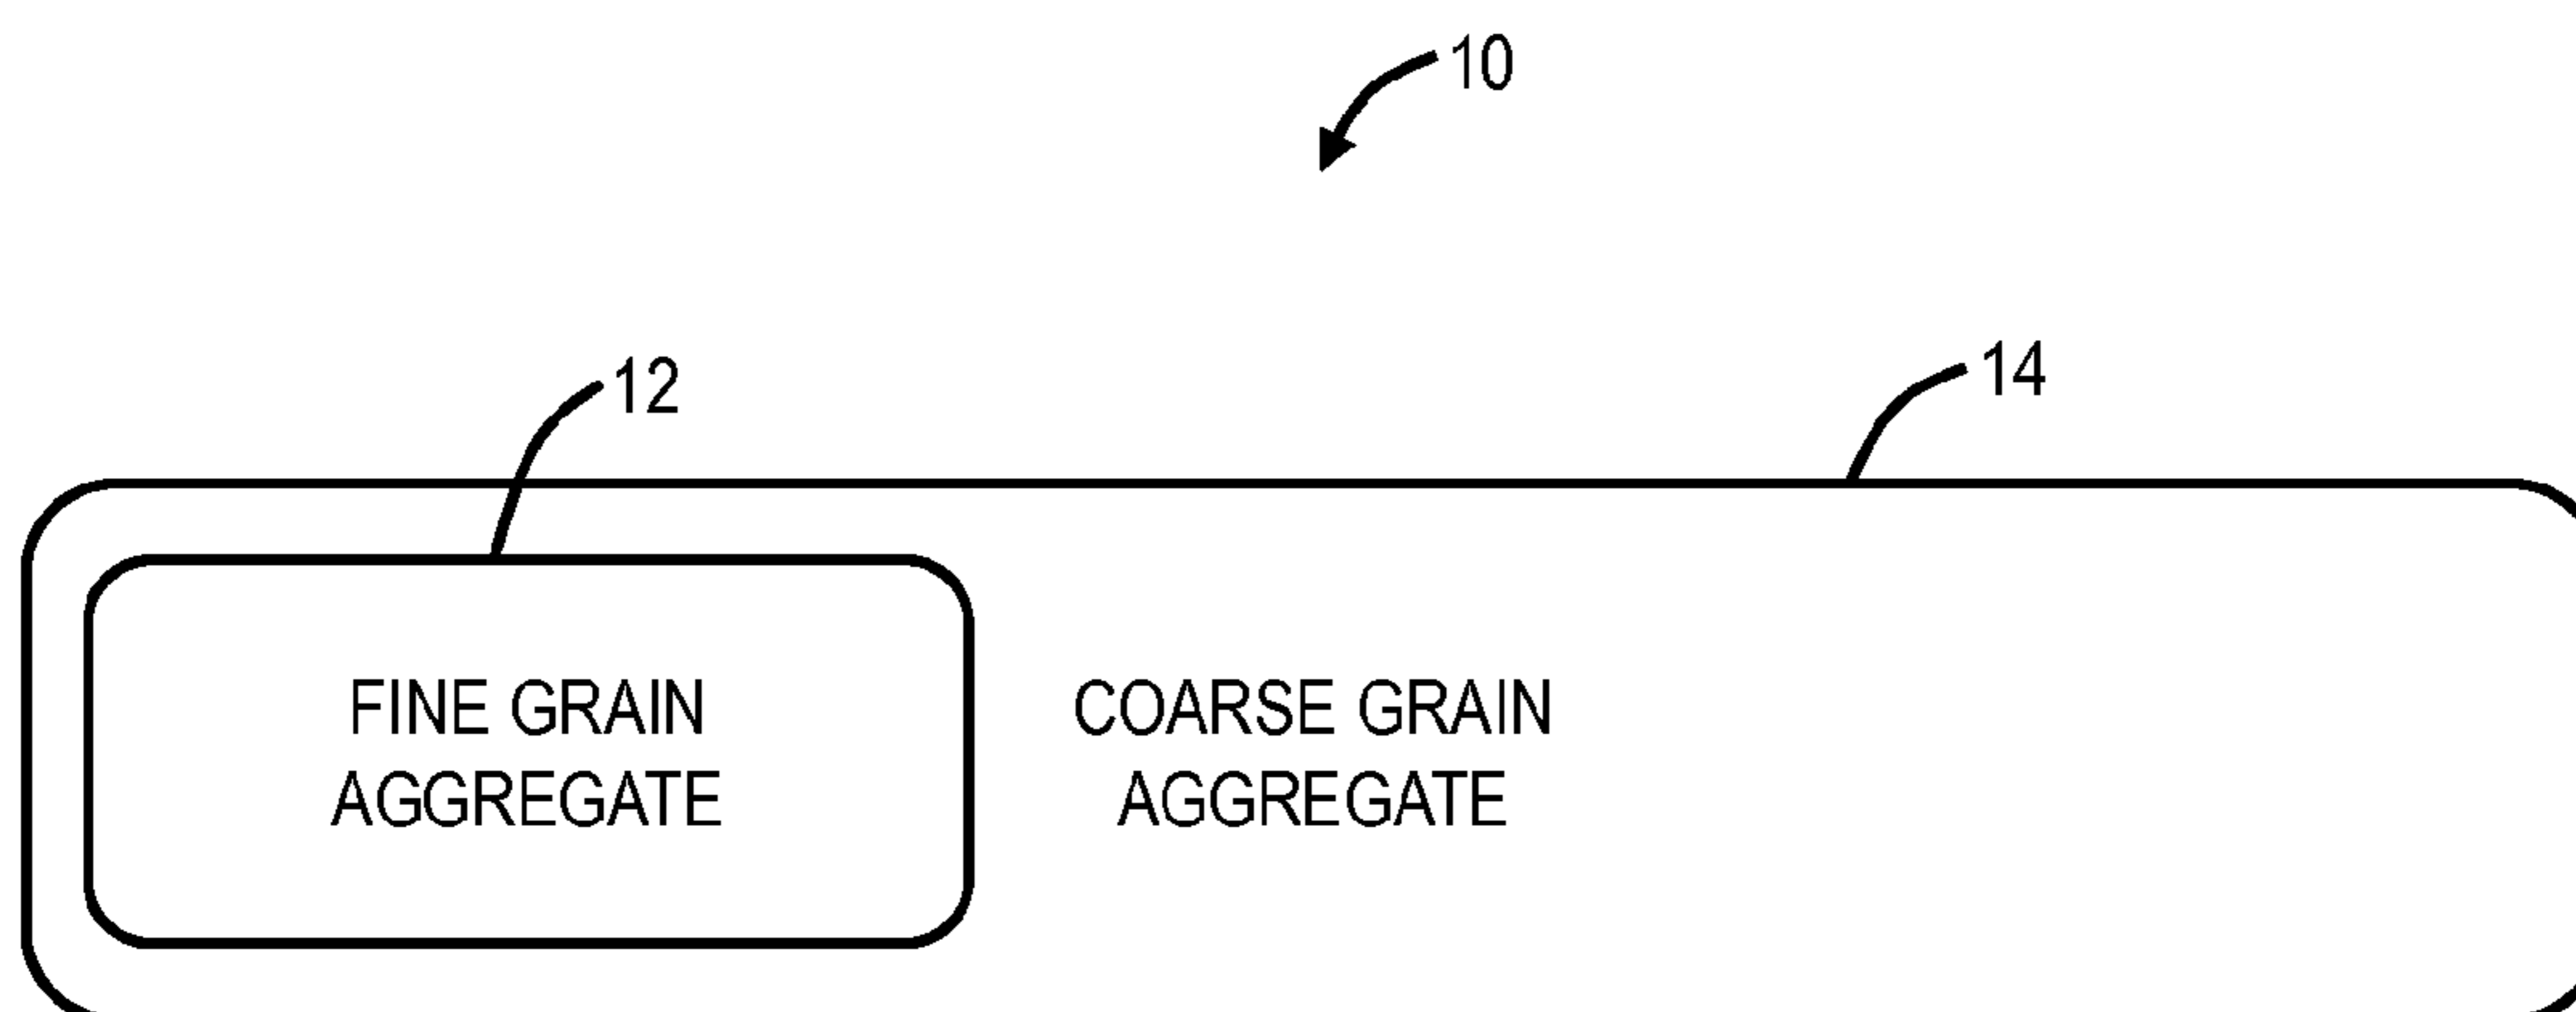 10
12
14
FINE GRAIN
AGGREGATE
COARSE GRAIN
AGGREGATE